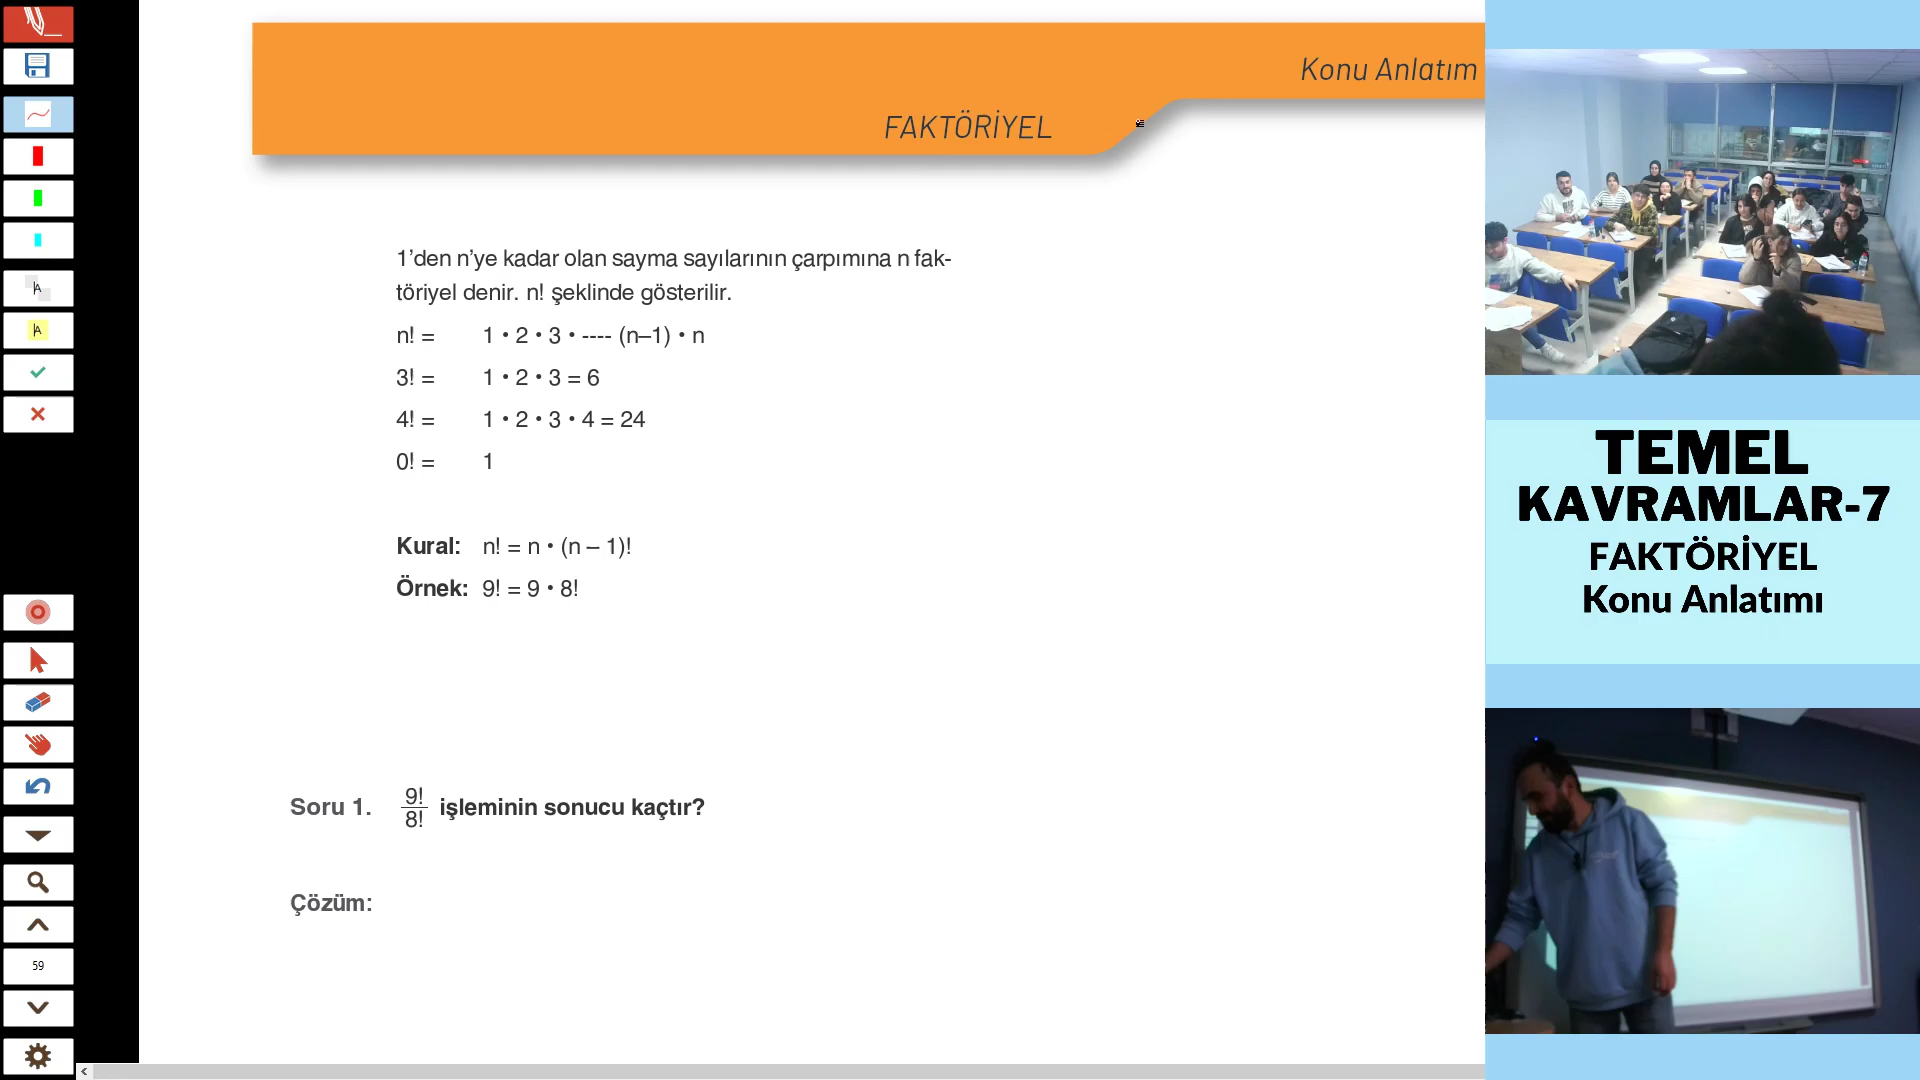 Konu Anlatım
FAKTÖRİYEL
1’den n’ye kadar olan sayma sayılarının çarpımına n fak-
töriyel denir. n! şeklinde gösterilir.
n! = 1 • 2 • 3 • ---- (n–1) • n
3! = 1 • 2 • 3 = 6
4! = 1 • 2 • 3 • 4 = 24
0! = 1
Kural: n! = n • (n – 1)!
Örnek: 9! = 9 • 8!
Soru 1. 9!/8! işleminin sonucu kaçtır?
Çözüm:
59
TEMEL
KAVRAMLAR-7
FAKTÖRİYEL
Konu Anlatımı